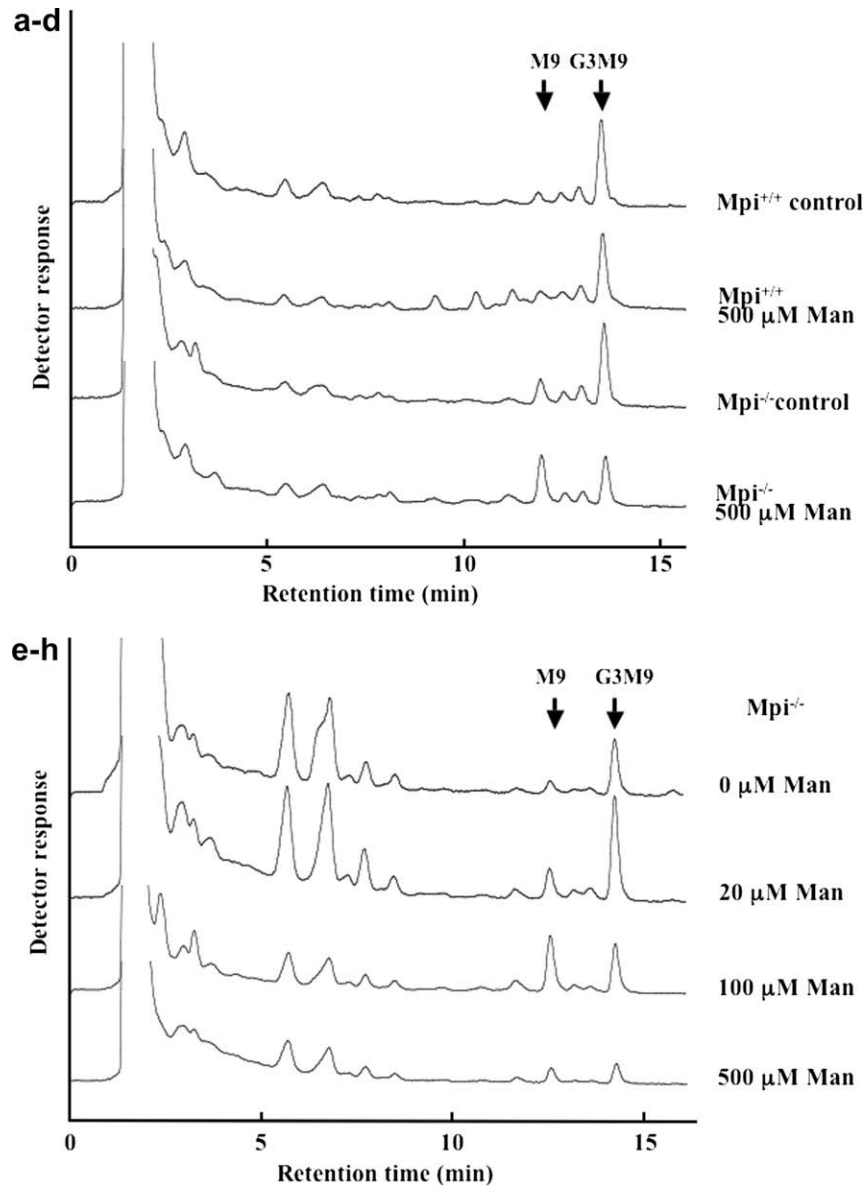 a-d
M9 G3M9
Detector response
Mpi+/+ control
Mpi+/+
500 μM Man
Mpi-/-control
Mpi-/-
500 μM Man
0 5 10 15
Retention time (min)
e-h
M9 G3M9
Mpi-/-
Detector response
0 μM Man
20 μM Man
100 μM Man
500 μM Man
0 5 10 15
Retention time (min)